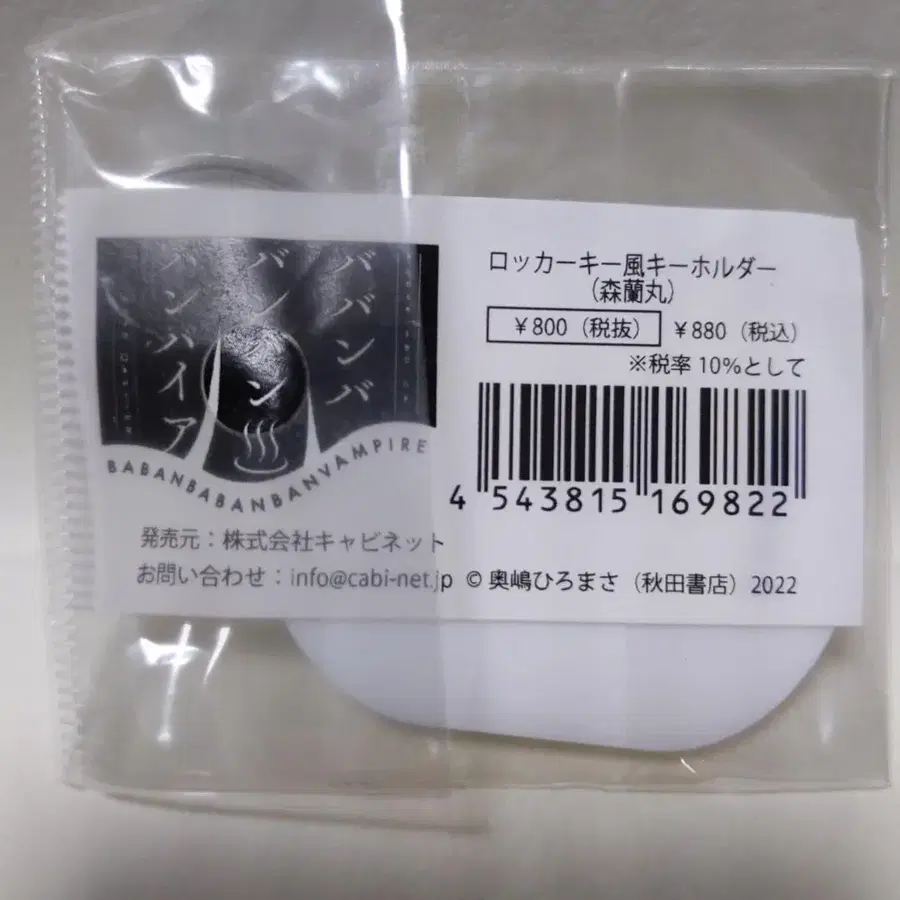 ババンババンバンバンパイア
BABANBABANBANBANVAMPIRE
発売元：株式会社キャビネット
お問い合わせ：info@cabi-net.jp
ロッカーキー風キーホルダー
（森蘭丸）
￥800（税抜） ￥880（税込）
※税率10％として
4 543815 169822
©奥嶋ひろまさ（秋田書店）2022